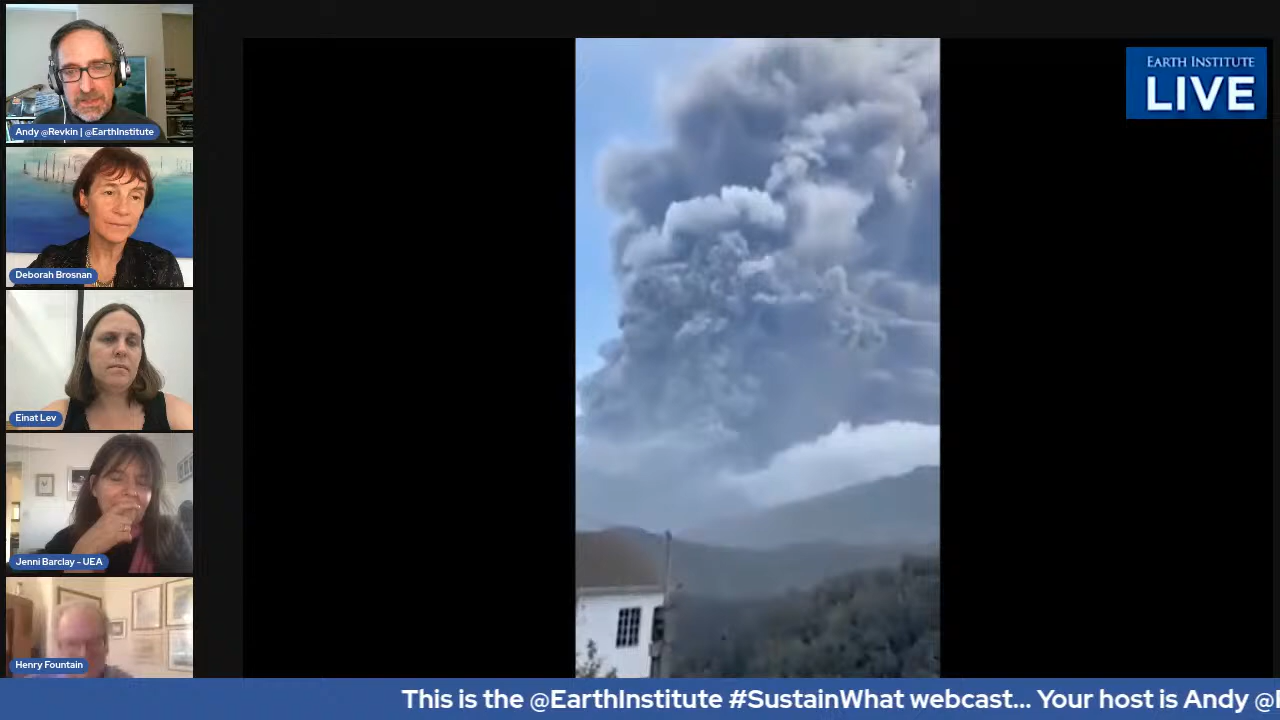 Andy @Revkin | @EarthInstitute
Deborah Brosnan
Einat Lev
Jenni Barclay - UEA
Henry Fountain
EARTH INSTITUTE
LIVE
This is the @EarthInstitute #SustainWhat webcast... Your host is Andy @